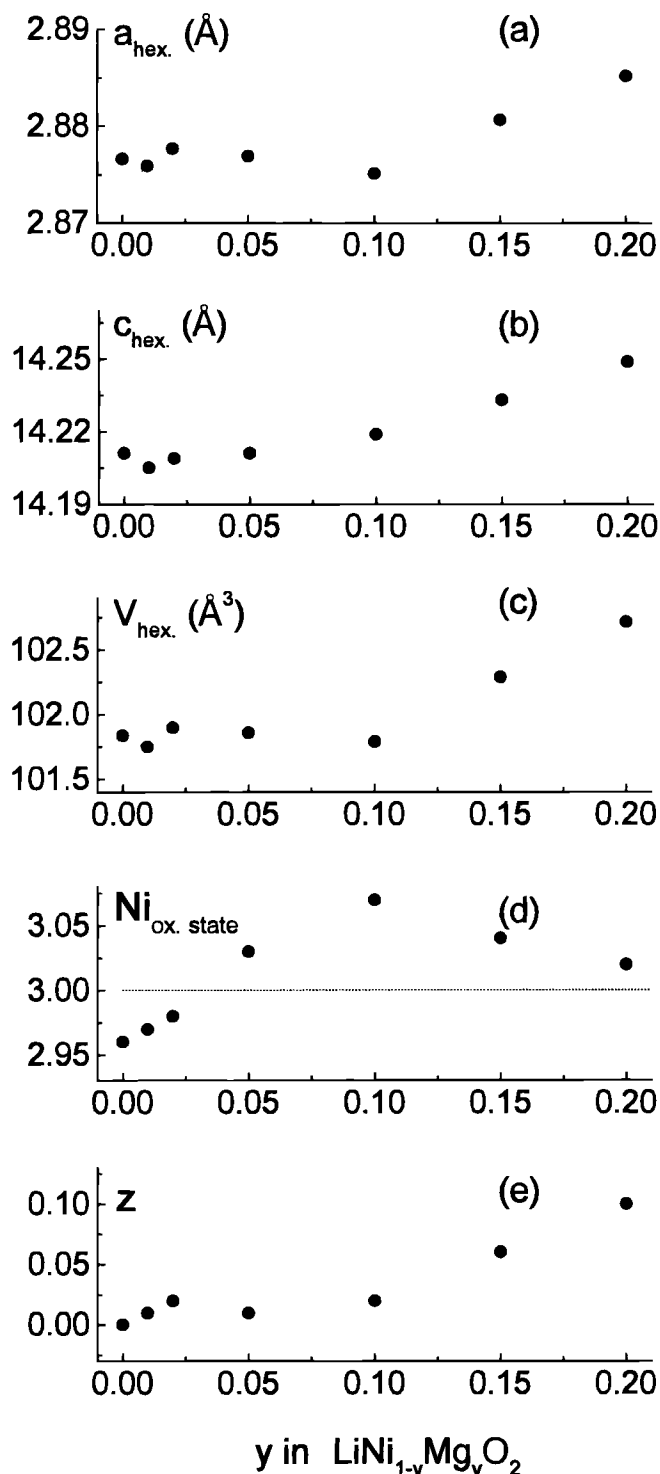 2.89 a_hex. (Å) (a)
2.88
2.87
0.00 0.05 0.10 0.15 0.20
c_hex. (Å) (b)
14.25
14.22
14.19
0.00 0.05 0.10 0.15 0.20
V_hex. (Å³) (c)
102.5
102.0
101.5
0.00 0.05 0.10 0.15 0.20
Ni_ox. state (d)
3.05
3.00
2.95
0.00 0.05 0.10 0.15 0.20
z (e)
0.10
0.05
0.00
0.00 0.05 0.10 0.15 0.20
y in LiNi₁₋yMgyO₂